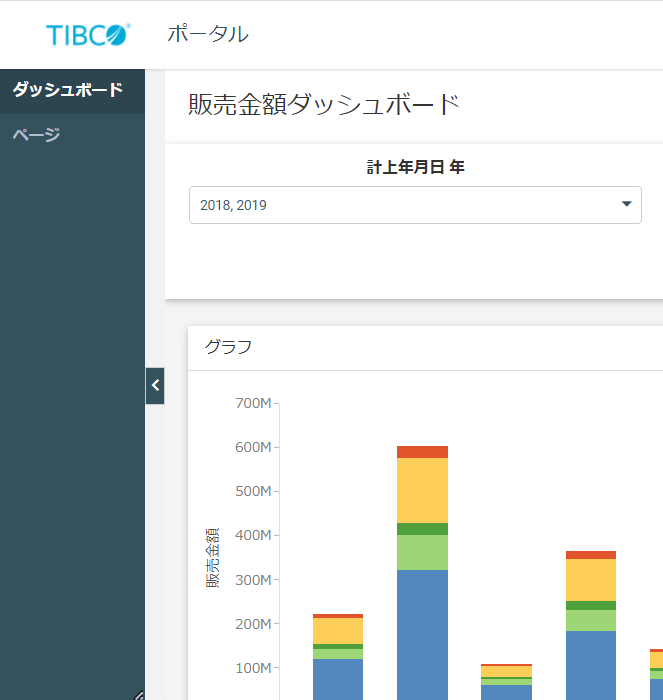 TIBCO®
ポータル
ダッシュボード
ページ
販売金額ダッシュボード
計上年月日 年
2018, 2019
グラフ
700M
600M
500M
400M
300M
200M
100M
販売金額